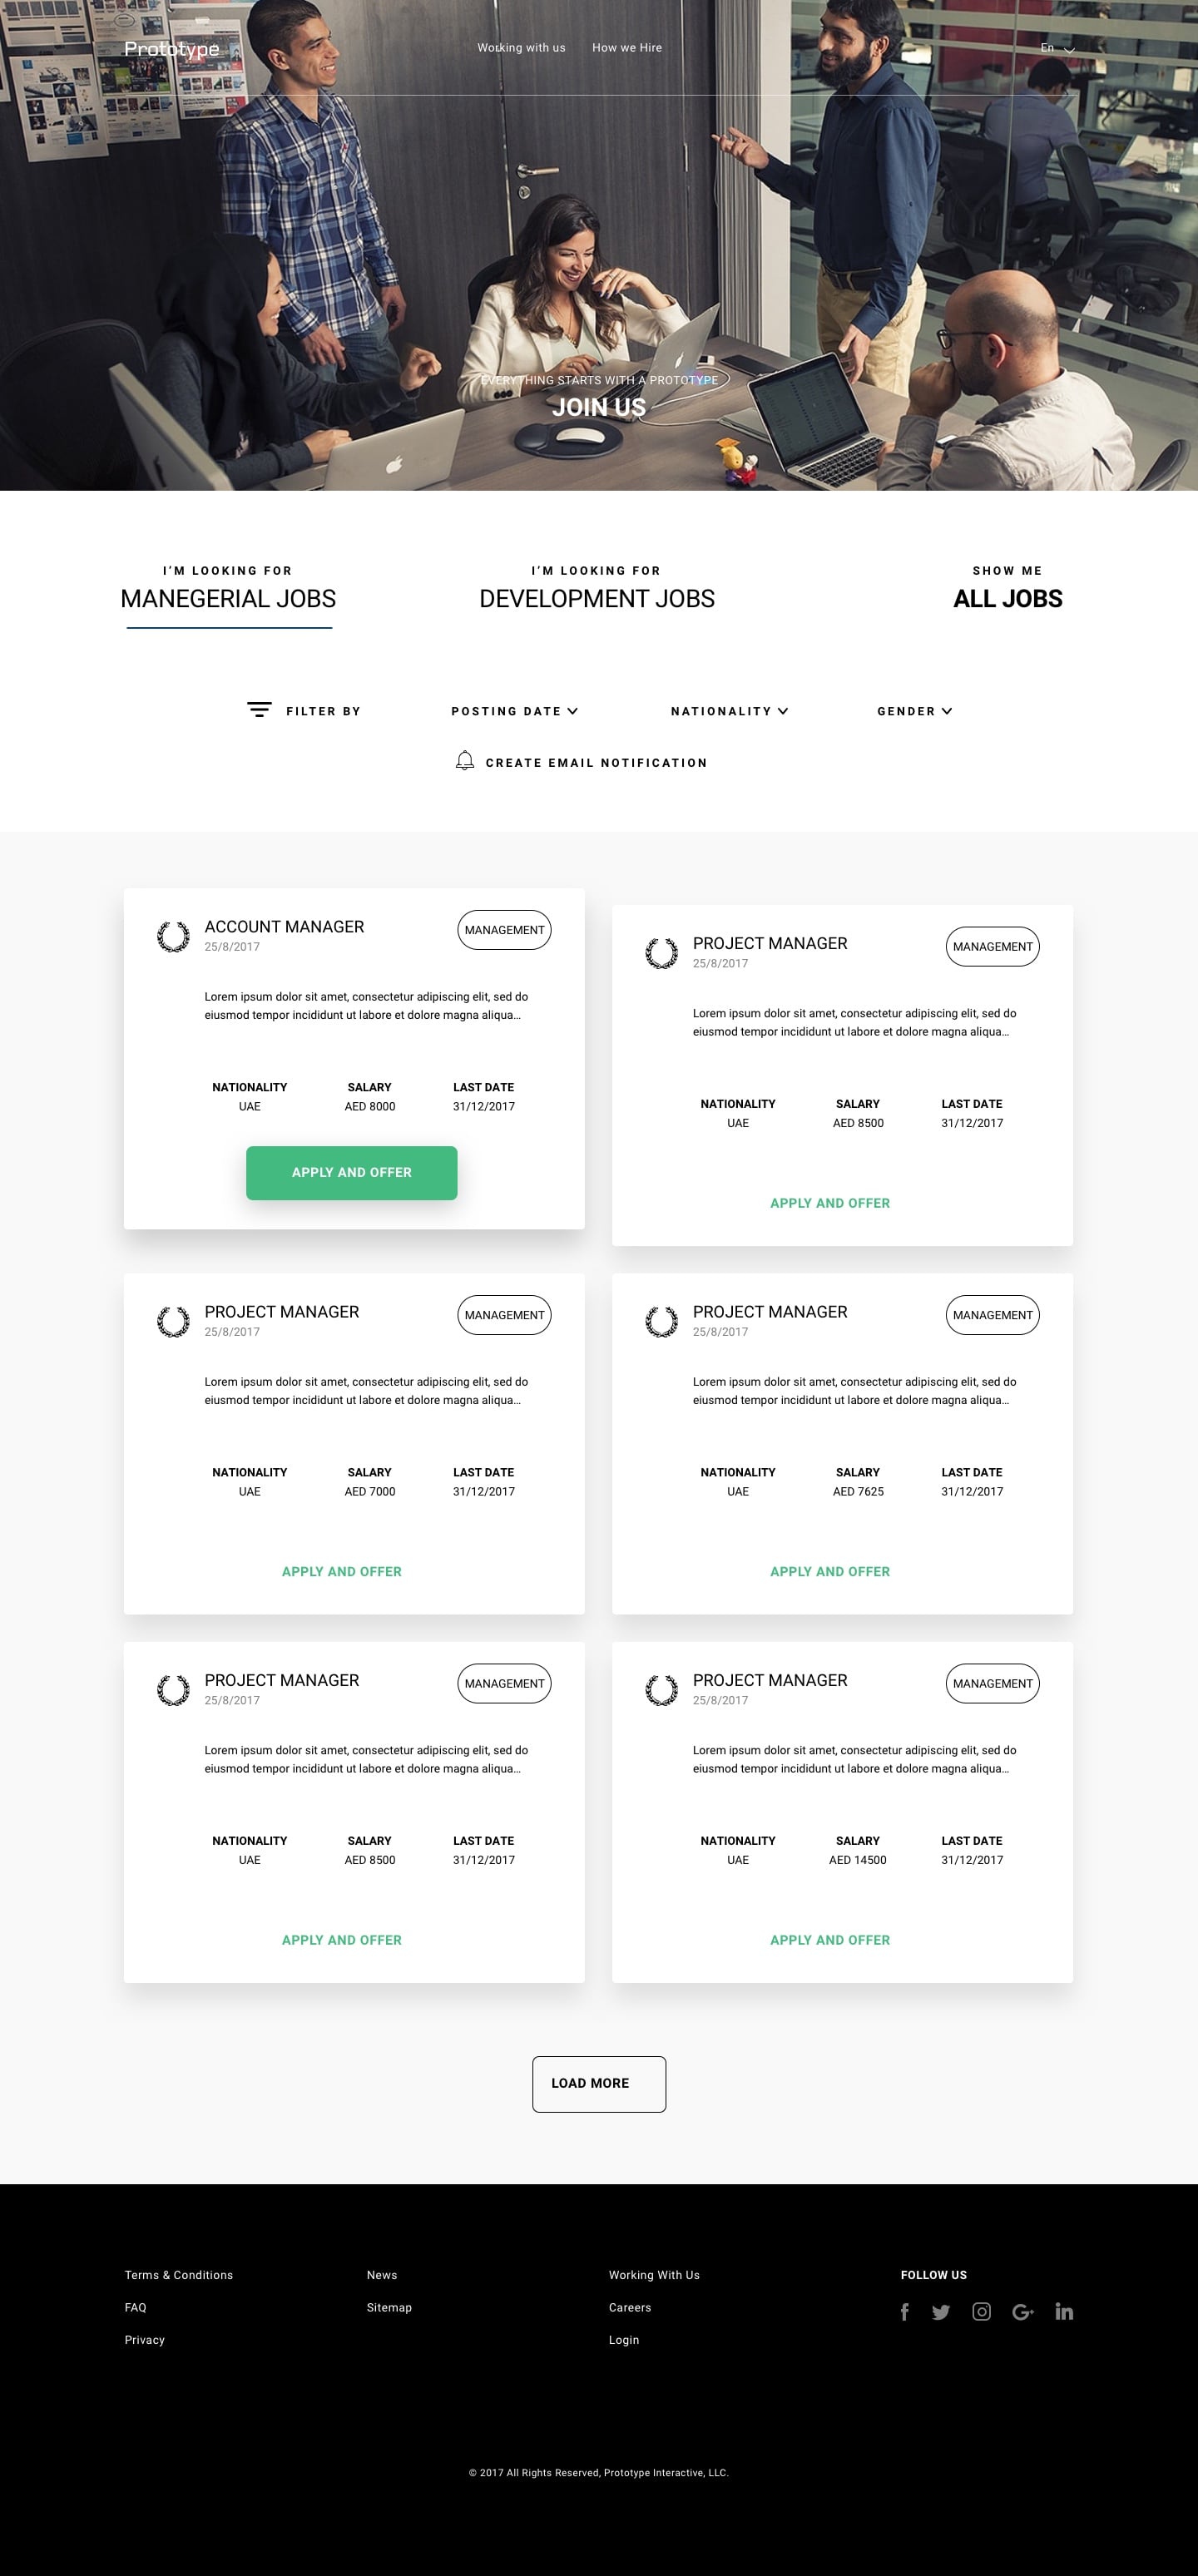 Prototype
Working with us
How we Hire
En
EVERYTHING STARTS WITH A PROTOTYPE
JOIN US
I'M LOOKING FOR
MANEGERIAL JOBS
I'M LOOKING FOR
DEVELOPMENT JOBS
SHOW ME
ALL JOBS
FILTER BY
POSTING DATE
NATIONALITY
GENDER
CREATE EMAIL NOTIFICATION
ACCOUNT MANAGER
25/8/2017
MANAGEMENT
Lorem ipsum dolor sit amet, consectetur adipiscing elit, sed do
eiusmod tempor incididunt ut labore et dolore magna aliqua...
NATIONALITY SALARY LAST DATE
UAE AED 8000 31/12/2017
APPLY AND OFFER
PROJECT MANAGER
25/8/2017
MANAGEMENT
Lorem ipsum dolor sit amet, consectetur adipiscing elit, sed do
eiusmod tempor incididunt ut labore et dolore magna aliqua...
NATIONALITY SALARY LAST DATE
UAE AED 8500 31/12/2017
APPLY AND OFFER
PROJECT MANAGER
25/8/2017
MANAGEMENT
Lorem ipsum dolor sit amet, consectetur adipiscing elit, sed do
eiusmod tempor incididunt ut labore et dolore magna aliqua...
NATIONALITY SALARY LAST DATE
UAE AED 7000 31/12/2017
APPLY AND OFFER
PROJECT MANAGER
25/8/2017
MANAGEMENT
Lorem ipsum dolor sit amet, consectetur adipiscing elit, sed do
eiusmod tempor incididunt ut labore et dolore magna aliqua...
NATIONALITY SALARY LAST DATE
UAE AED 7625 31/12/2017
APPLY AND OFFER
PROJECT MANAGER
25/8/2017
MANAGEMENT
Lorem ipsum dolor sit amet, consectetur adipiscing elit, sed do
eiusmod tempor incididunt ut labore et dolore magna aliqua...
NATIONALITY SALARY LAST DATE
UAE AED 8500 31/12/2017
APPLY AND OFFER
PROJECT MANAGER
25/8/2017
MANAGEMENT
Lorem ipsum dolor sit amet, consectetur adipiscing elit, sed do
eiusmod tempor incididunt ut labore et dolore magna aliqua...
NATIONALITY SALARY LAST DATE
UAE AED 14500 31/12/2017
APPLY AND OFFER
LOAD MORE
Terms & Conditions
FAQ
Privacy
News
Sitemap
Working With Us
Careers
Login
FOLLOW US
© 2017 All Rights Reserved, Prototype Interactive, LLC.